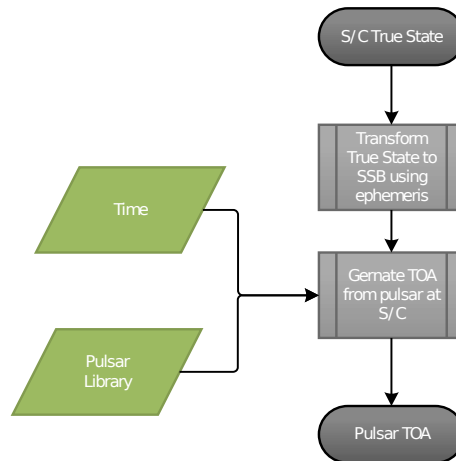 S/C True State
Transform
True State to
SSB using
ephemeris
Time
Gernate TOA
from pulsar at
S/C
Pulsar
Library
Pulsar TOA